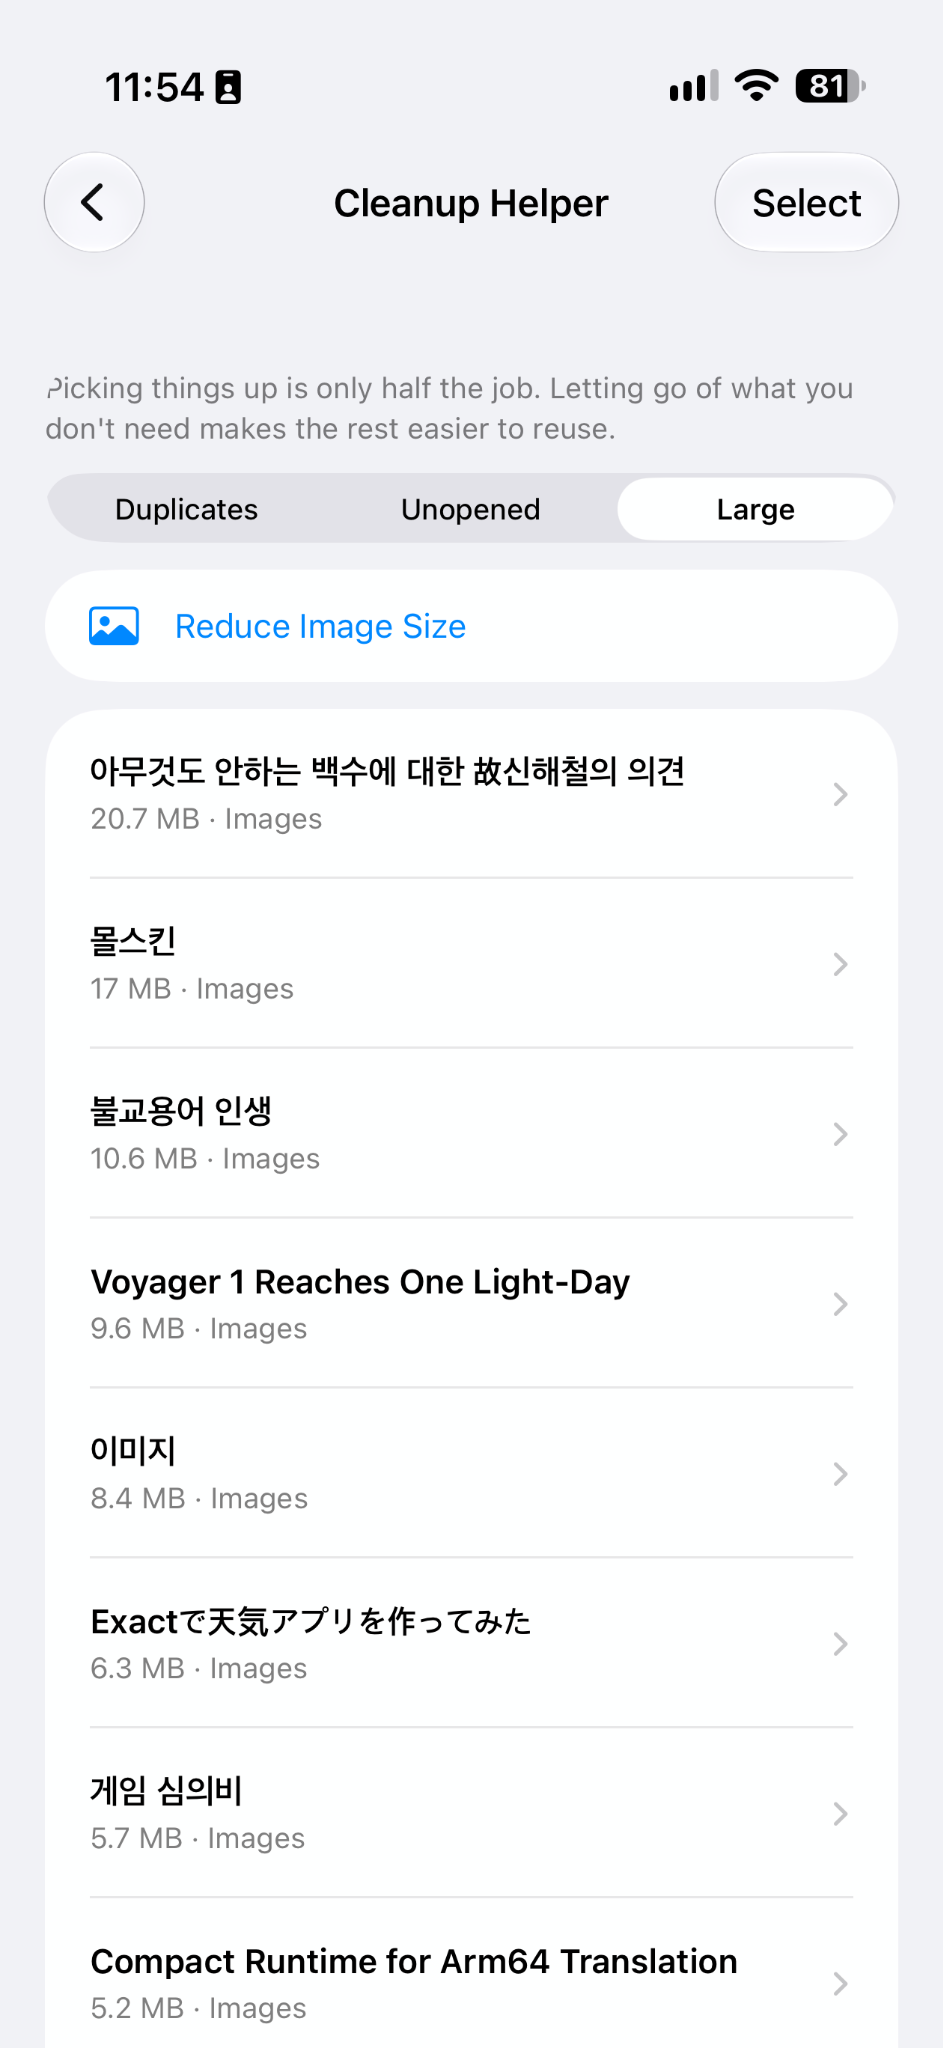 11:54
81
Cleanup Helper
Select
Picking things up is only half the job. Letting go of what you
don't need makes the rest easier to reuse.
Duplicates
Unopened
Large
Reduce Image Size
아무것도 안하는 백수에 대한 故신해철의 의견
20.7 MB · Images
몰스킨
17 MB · Images
불교용어 인생
10.6 MB · Images
Voyager 1 Reaches One Light-Day
9.6 MB · Images
이미지
8.4 MB · Images
Exactで天気アプリを作ってみた
6.3 MB · Images
게임 심의비
5.7 MB · Images
Compact Runtime for Arm64 Translation
5.2 MB · Images